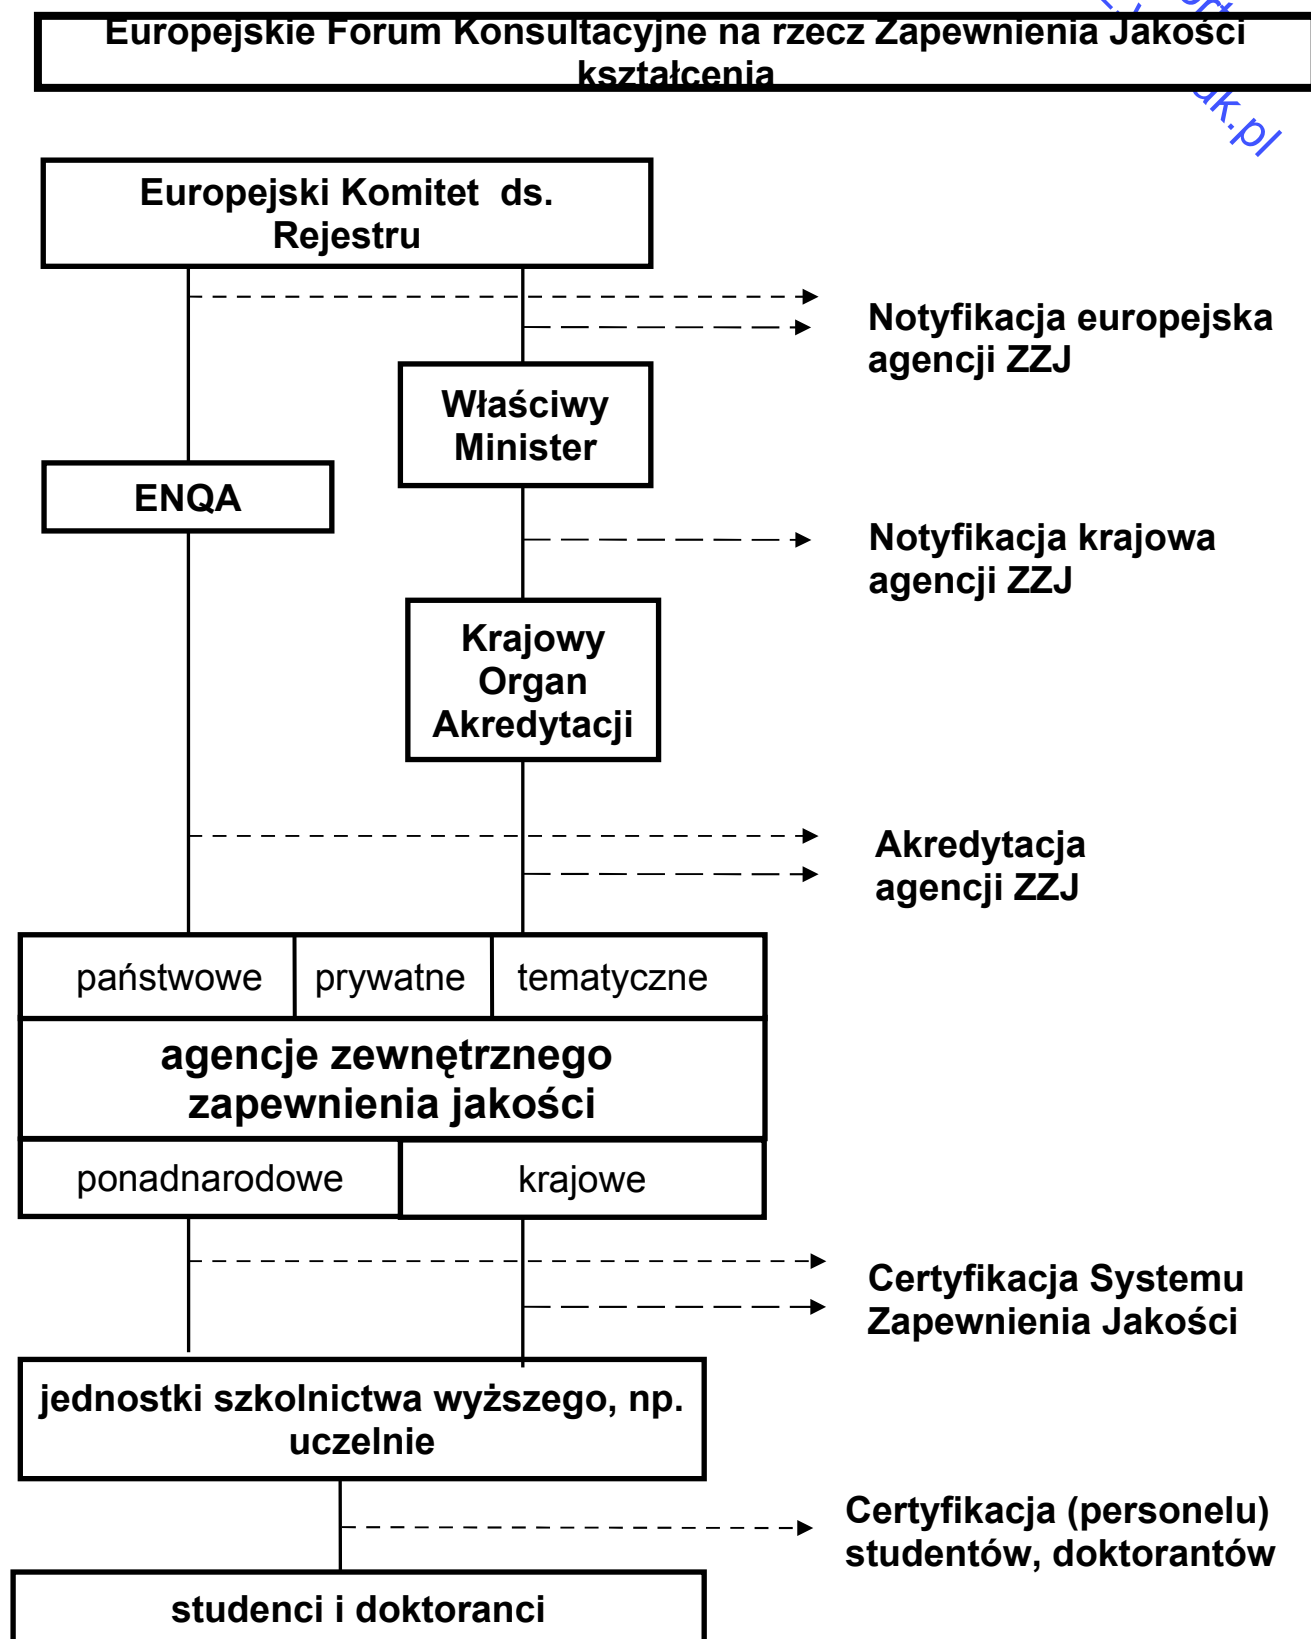 Europejskie Forum Konsultacyjne na rzecz Zapewnienia Jakości
kształcenia
Europejski Komitet ds.
Rejestru
Notyfikacja europejska
agencji ZZJ
Właściwy
Minister
ENQA
Notyfikacja krajowa
agencji ZZJ
Krajowy
Organ
Akredytacji
Akredytacja
agencji ZZJ
państwowe
prywatne
tematyczne
agencje zewnętrznego
zapewnienia jakości
ponadnarodowe
krajowe
Certyfikacja Systemu
Zapewnienia Jakości
jednostki szkolnictwa wyższego, np.
uczelnie
Certyfikacja (personelu)
studentów, doktorantów
studenci i doktoranci